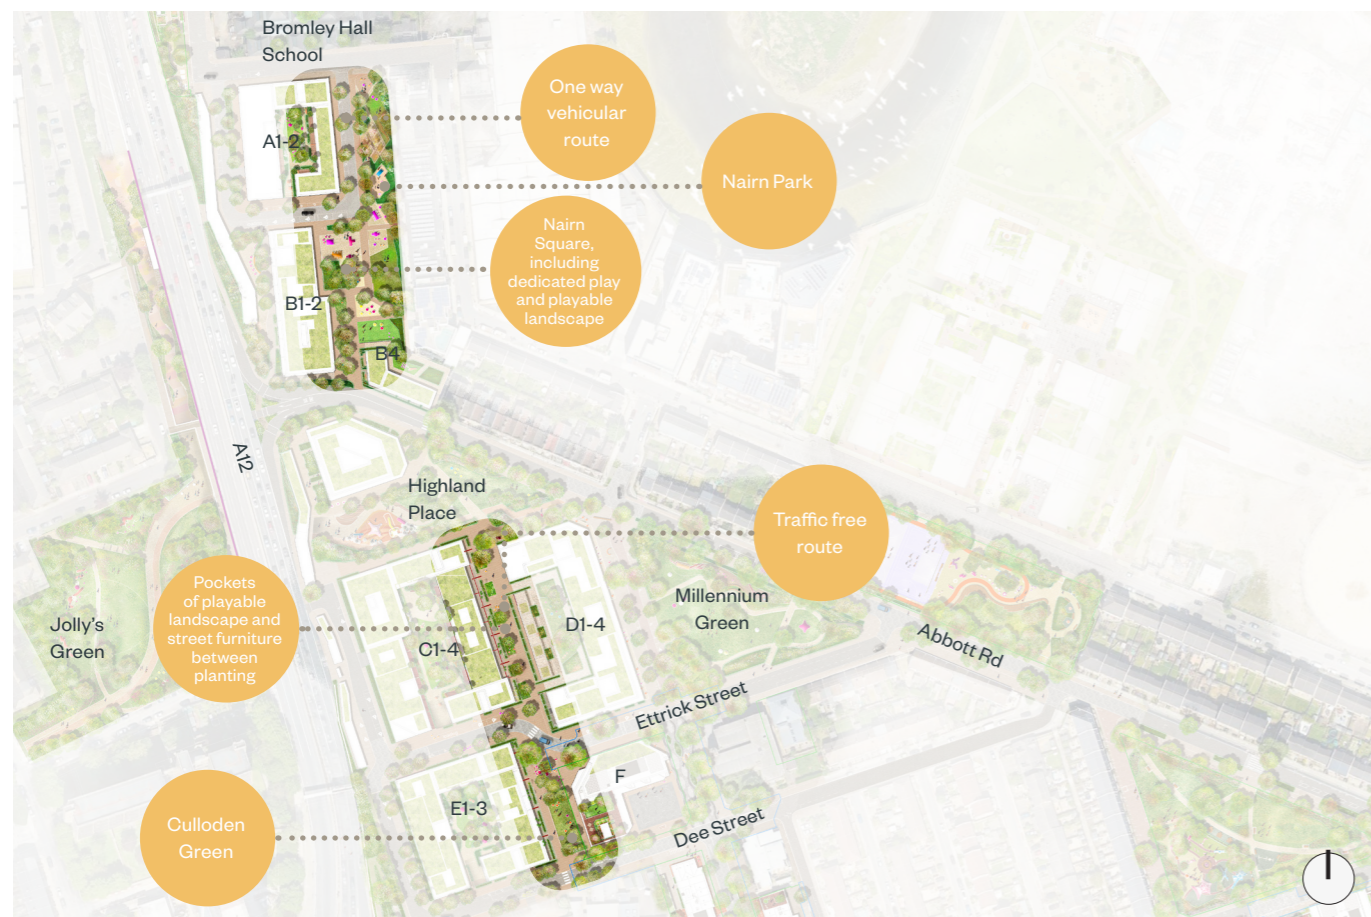 Bromley Hall
School
One way
vehicular
route
A1-2
Nairn Park
Nairn
Square,
including
dedicated play
and playable
landscape
B1-2
B4
A12
Highland
Place
Traffic free
route
Pockets
of playable
landscape and
street furniture
between
planting
Millennium
Green
Jolly’s
Green
D1-4
C1-4
Abbott Rd
Ettrick Street
F
E1-3
Dee Street
Culloden
Green